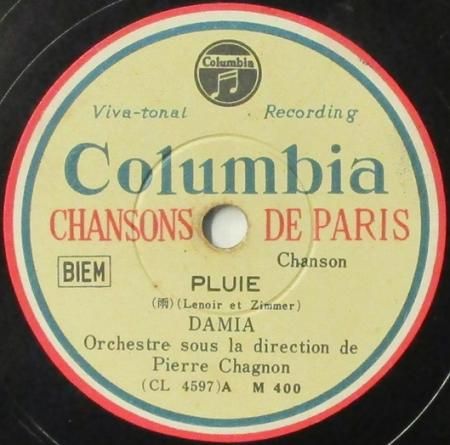 Columbia
Viva-tonal Recording
Columbia
CHANSONS DE PARIS
Chanson
BIEM
PLUIE
(雨)(Lenoir et Zimmer)
DAMIA
Orchestre sous la direction de
Pierre Chagnon
(CL 4597)A M 400